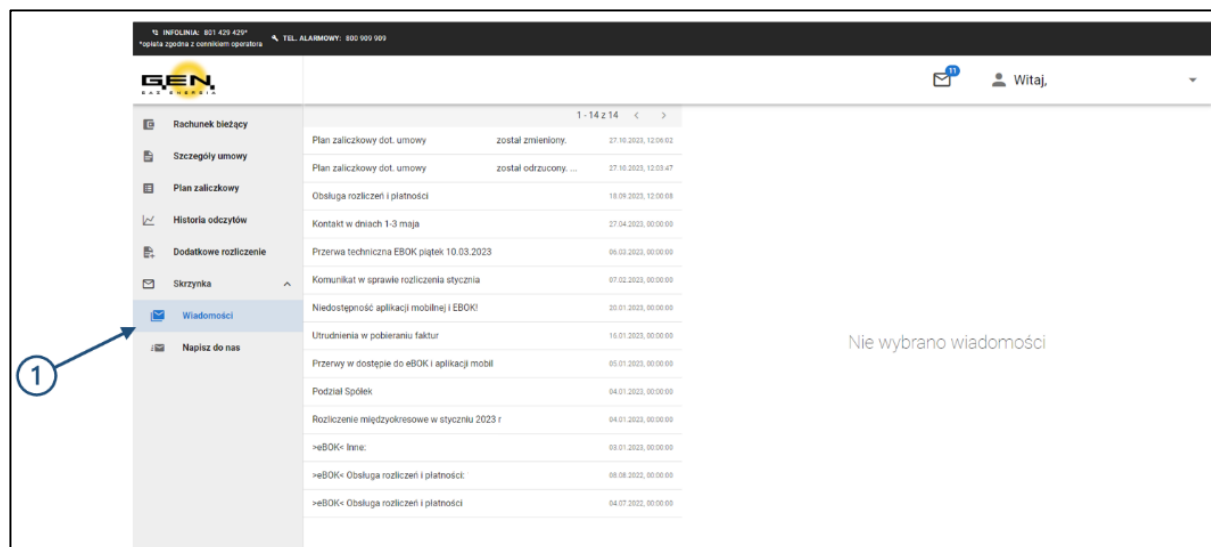 INFOLINIA: 801 429 429*
*opłata zgodna z cennikiem operatora
TEL. ALARMOWY: 800 909 909
G.E.N.
GAZ ENERGIA
11
Witaj,
Rachunek bieżący
Szczegóły umowy
Plan zaliczkowy
Historia odczytów
Dodatkowe rozliczenie
Skrzynka
Wiadomości
Napisz do nas
1
1 - 14 z 14
Plan zaliczkowy dot. umowy został zmieniony. 27.10.2023, 12:06:02
Plan zaliczkowy dot. umowy został odrzucony. ... 27.10.2023, 12:03:47
Obsługa rozliczeń i płatności 18.09.2023, 12:00:08
Kontakt w dniach 1-3 maja 27.04.2023, 00:00:00
Przerwa techniczna EBOK piątek 10.03.2023 06.03.2023, 00:00:00
Komunikat w sprawie rozliczenia stycznia 07.02.2023, 00:00:00
Niedostępność aplikacji mobilnej i EBOK! 20.01.2023, 00:00:00
Utrudnienia w pobieraniu faktur 16.01.2023, 00:00:00
Przerwy w dostępie do eBOK i aplikacji mobil 05.01.2023, 00:00:00
Podział Spółek 04.01.2023, 00:00:00
Rozliczenie międzyokresowe w styczniu 2023 r 04.01.2023, 00:00:00
>eBOK< Inne: 03.01.2023, 00:00:00
>eBOK< Obsługa rozliczeń i płatności: 08.08.2022, 00:00:00
>eBOK< Obsługa rozliczeń i płatności 04.07.2022, 00:00:00
Nie wybrano wiadomości